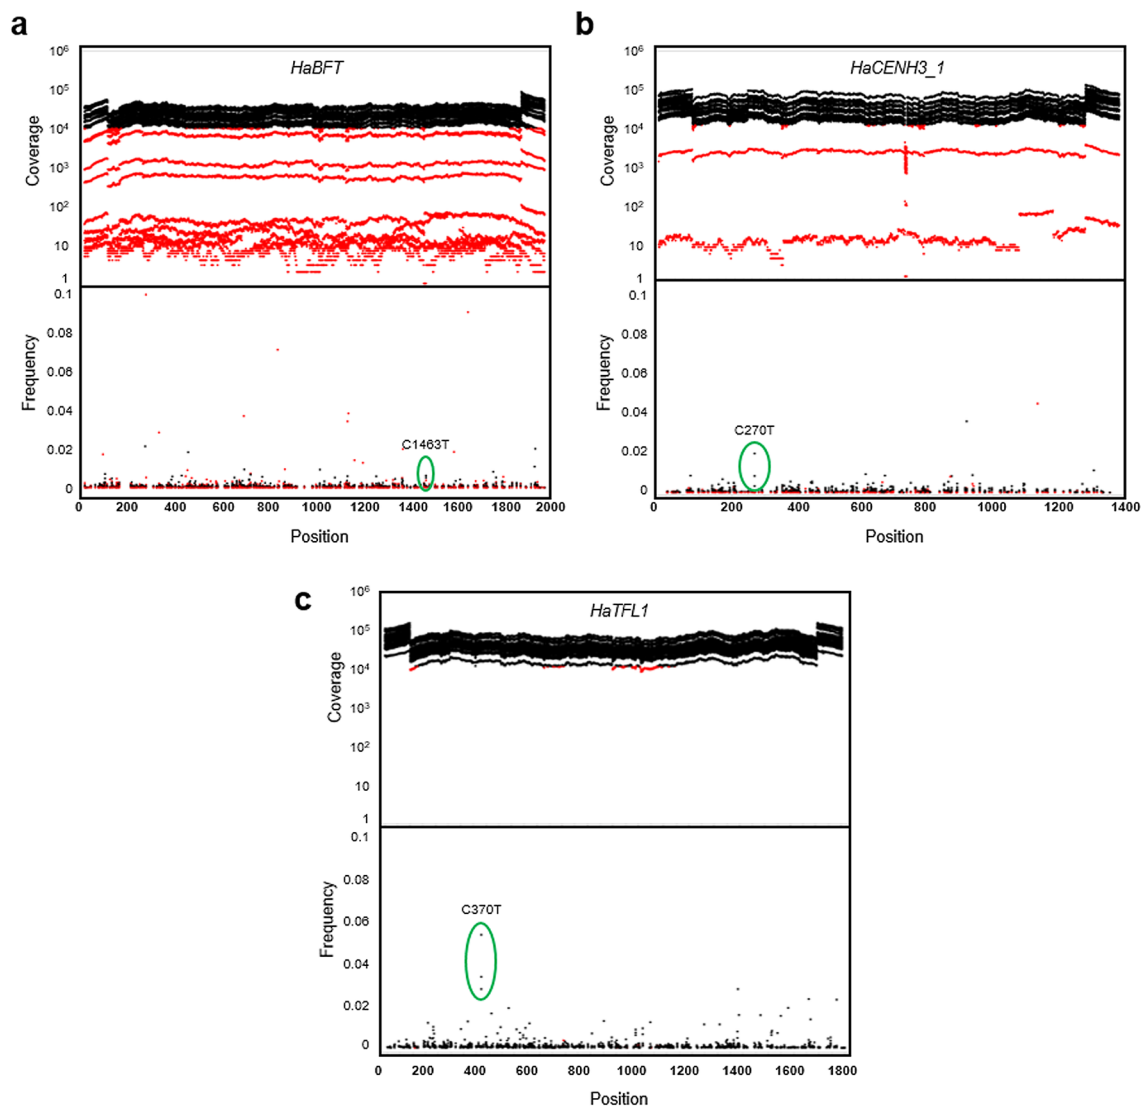 a
HaBFT
10⁶
10⁵
10⁴
10³
10²
10
1
Coverage
0.1
0.08
0.06
0.04
0.02
0
Frequency
C1463T
0 200 400 600 800 1000 1200 1400 1600 1800 2000
Position
b
HaCENH3_1
10⁶
10⁵
10⁴
10³
10²
10
1
Coverage
0.1
0.08
0.06
0.04
0.02
0
Frequency
C270T
0 200 400 600 800 1000 1200 1400
Position
c
HaTFL1
10⁶
10⁵
10⁴
10³
10²
10
1
Coverage
0.1
0.08
0.06
0.04
0.02
0
Frequency
C370T
0 200 400 600 800 1000 1200 1400 1600 1800
Position